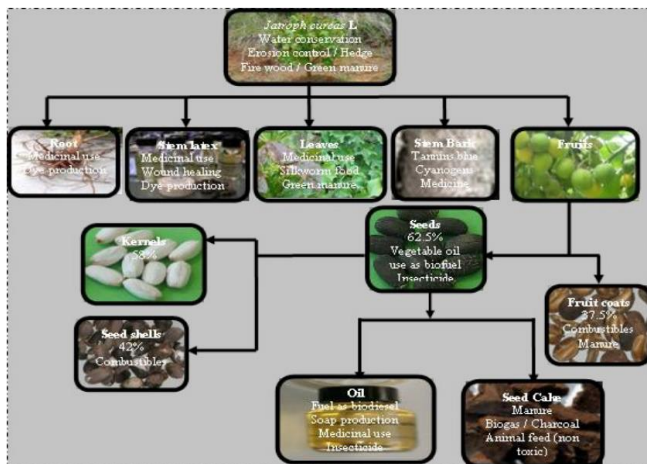 Jatroph curcas L
Water conservation
Erosion control / Hedge
Fire wood / Green manure
Root
Medicinal use
Dye production
Stem latex
Medicinal use
Wound healing
Dye production
Leaves
Medicinal use
Silkworm food
Green manure
Stem Bark
Tannins blue
Cyanogens
Medicine
Fruits
Seeds
62.5%
Vegetable oil
use as biofuel
Insecticide
Kernels
58%
Fruit coats
37.5%
Combustibles
Manure
Seed shells
42%
Combustibles
Oil
Fuel as biodiesel
Soap production
Medicinal use
Insecticide
Seed Cake
Manure
Biogas / Charcoal
Animal feed (non
toxic)